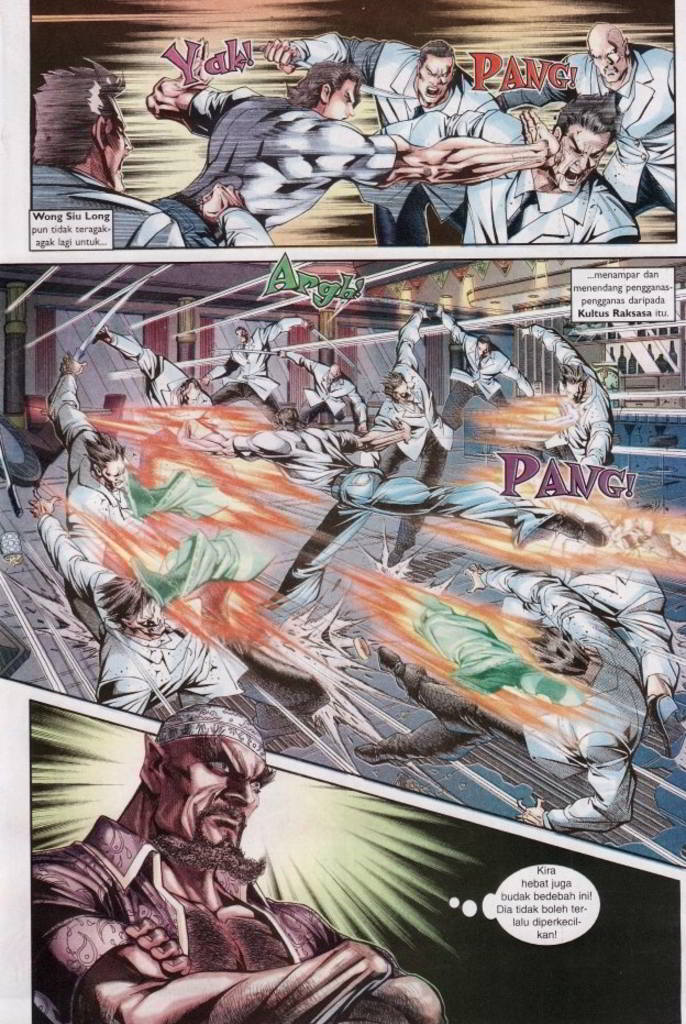 Yak!
PANG!
Wong Siu Long
pun tidak teragak-
agak lagi untuk...
Argh!
...menampar dan
menendang pengganas-
pengganas daripada
Kultus Raksasa itu.
PANG!
Kira
hebat juga
budak bedebah ini!
Dia tidak boleh ter-
lalu diperkecil-
kan!